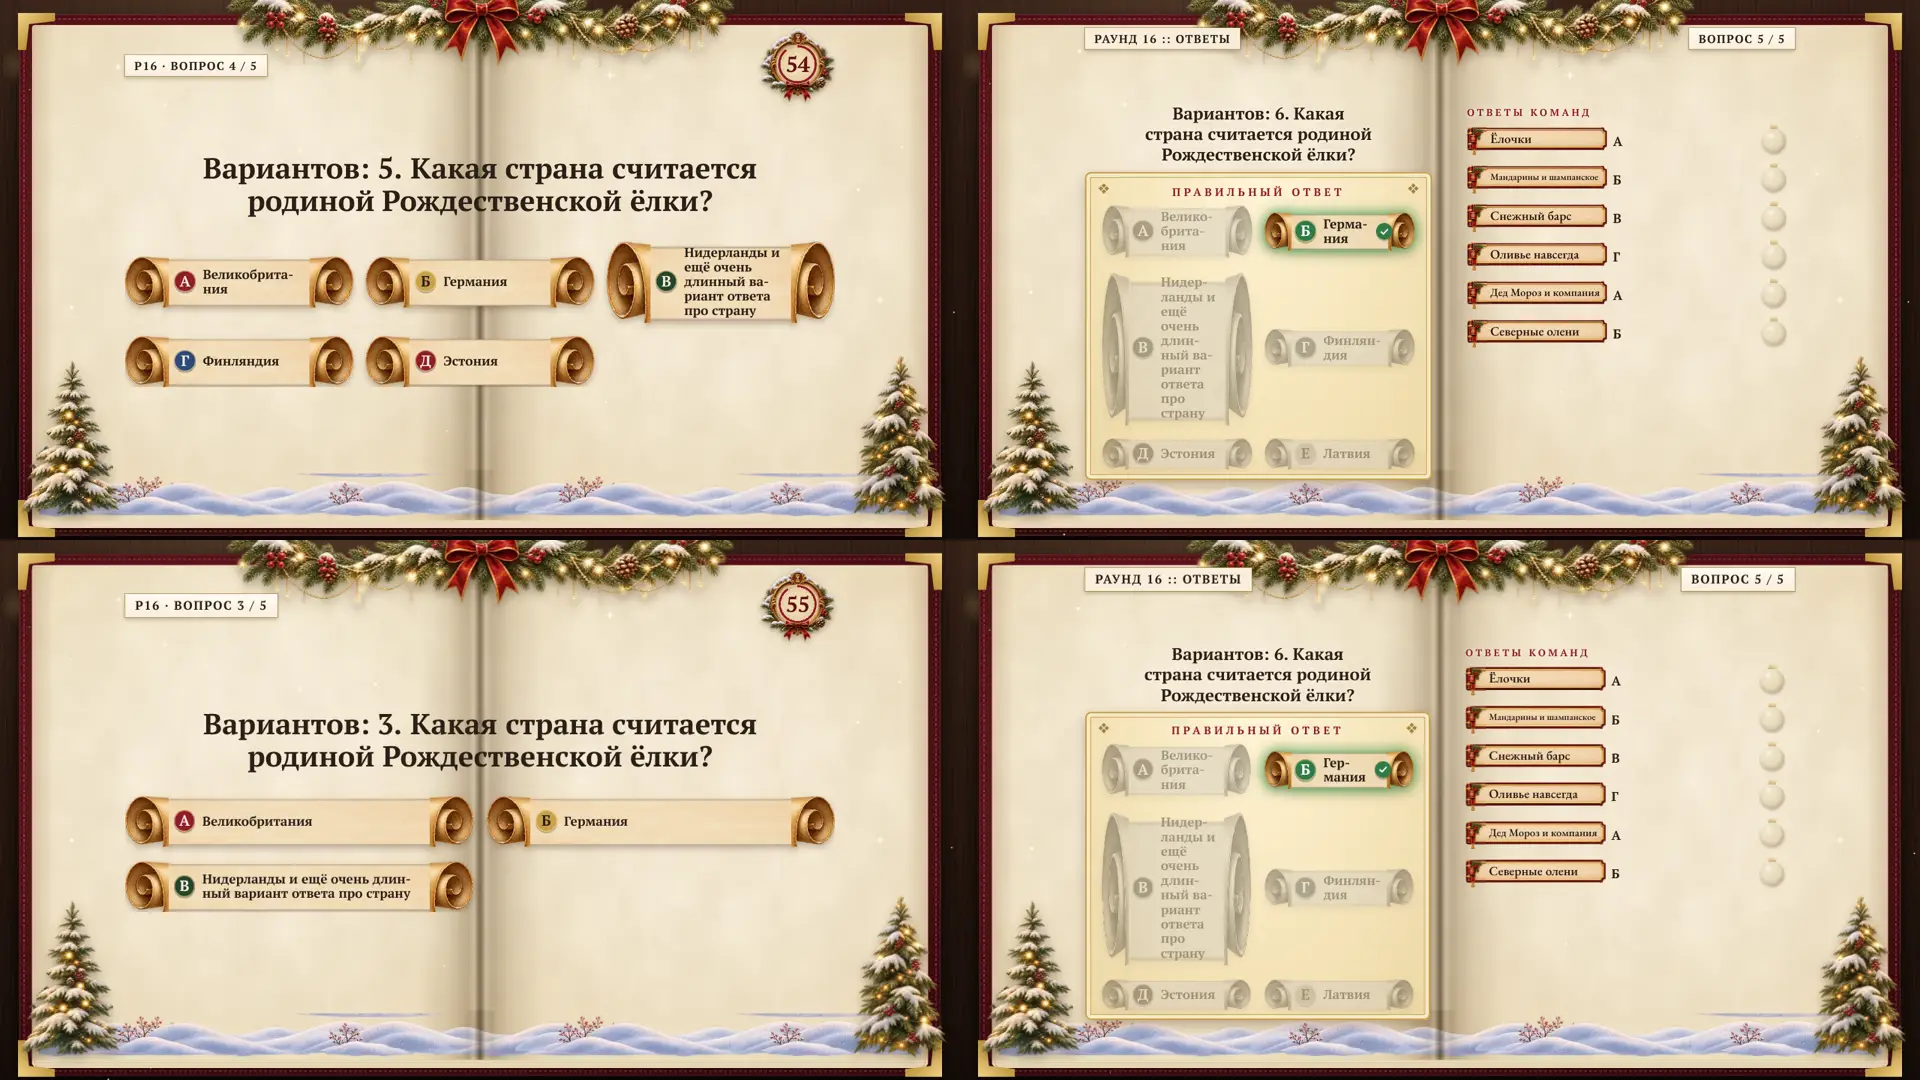 Р16 · ВОПРОС 4 / 5
54
Вариантов: 5. Какая страна считается
родиной Рождественской ёлки?
А Великобрита-
ния
Б Германия
В Нидерланды и
ещё очень
длинный ва-
риант ответа
про страну
Г Финляндия
Д Эстония
РАУНД 16 :: ОТВЕТЫ
ВОПРОС 5 / 5
Вариантов: 6. Какая
страна считается родиной
Рождественской ёлки?
ПРАВИЛЬНЫЙ ОТВЕТ
А Велико-
брита-
ния
Б Герма-
ния
В Нидер-
ланды и
ещё
очень
длин-
ный ва-
риант
ответа
про
страну
Г Финлян-
дия
Д Эстония
Е Латвия
ОТВЕТЫ КОМАНД
Ёлочки А
Мандарины и шампанское Б
Снежный барс В
Оливье навсегда Г
Дед Мороз и компания А
Северные олени Б
Р16 · ВОПРОС 3 / 5
55
Вариантов: 3. Какая страна считается
родиной Рождественской ёлки?
А Великобритания
Б Германия
В Нидерланды и ещё очень длин-
ный вариант ответа про страну
РАУНД 16 :: ОТВЕТЫ
ВОПРОС 5 / 5
Вариантов: 6. Какая
страна считается родиной
Рождественской ёлки?
ПРАВИЛЬНЫЙ ОТВЕТ
А Велико-
брита-
ния
Б Гер-
мания
В Нидер-
ланды и
ещё
очень
длин-
ный ва-
риант
ответа
про
страну
Г Финлян-
дия
Д Эстония
Е Латвия
ОТВЕТЫ КОМАНД
Ёлочки А
Мандарины и шампанское Б
Снежный барс В
Оливье навсегда Г
Дед Мороз и компания А
Северные олени Б